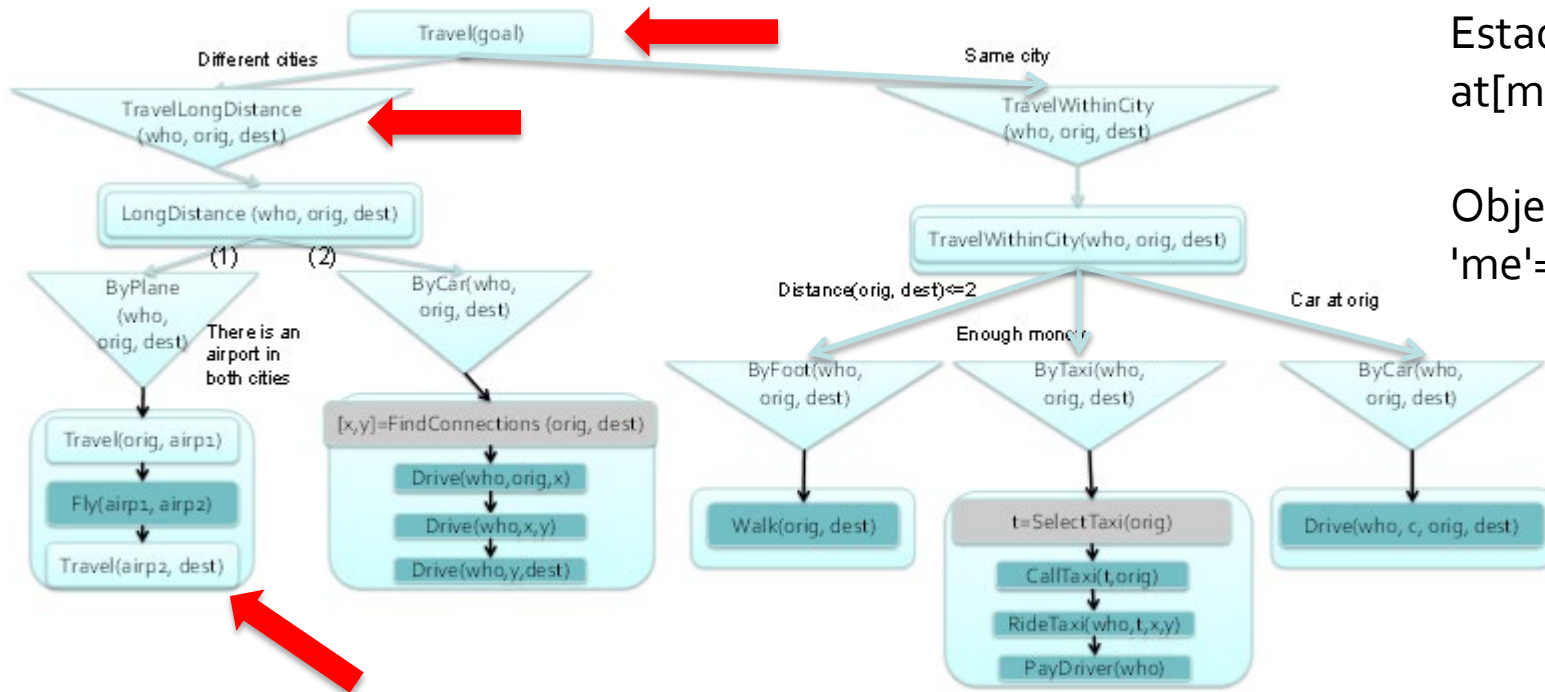 Travel(goal)
Different cities
Same city
TravelLongDistance
(who, orig, dest)
TravelWithinCity
(who, orig, dest)
LongDistance (who, orig, dest)
TravelWithinCity(who, orig, dest)
(1)
(2)
ByPlane
(who,
orig, dest)
There is an
airport in
both cities
ByCar(who,
orig, dest)
Distance(orig, dest)<=2
Enough money
Car at orig
ByFoot(who,
orig, dest)
ByTaxi(who,
orig, dest)
ByCar(who,
orig, dest)
Travel(orig, airp1)
Fly(airp1, airp2)
Travel(airp2, dest)
[x,y]=FindConnections (orig, dest)
Drive(who,orig,x)
Drive(who,x,y)
Drive(who,y,dest)
Walk(orig, dest)
t=SelectTaxi(orig)
CallTaxi(t,orig)
RideTaxi(who,t,x,y)
PayDriver(who)
Drive(who, c, orig, dest)
Estac
at[m
Obje
'me'=